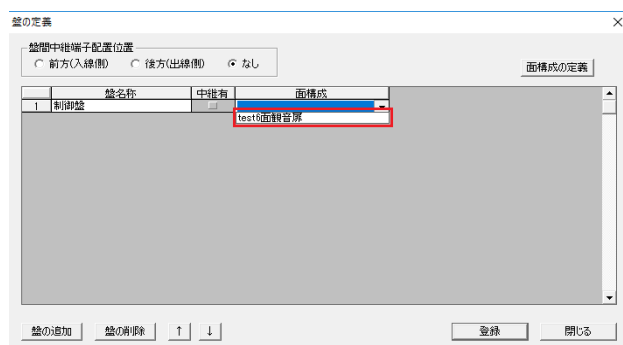 盤の定義
盤間中継端子配置位置
前方(入線側) 後方(出線側) なし
面構成の定義
盤名称 中継有 面構成
1 制御盤
test6面観音扉
盤の追加 盤の削除 ↑ ↓ 登録 閉じる